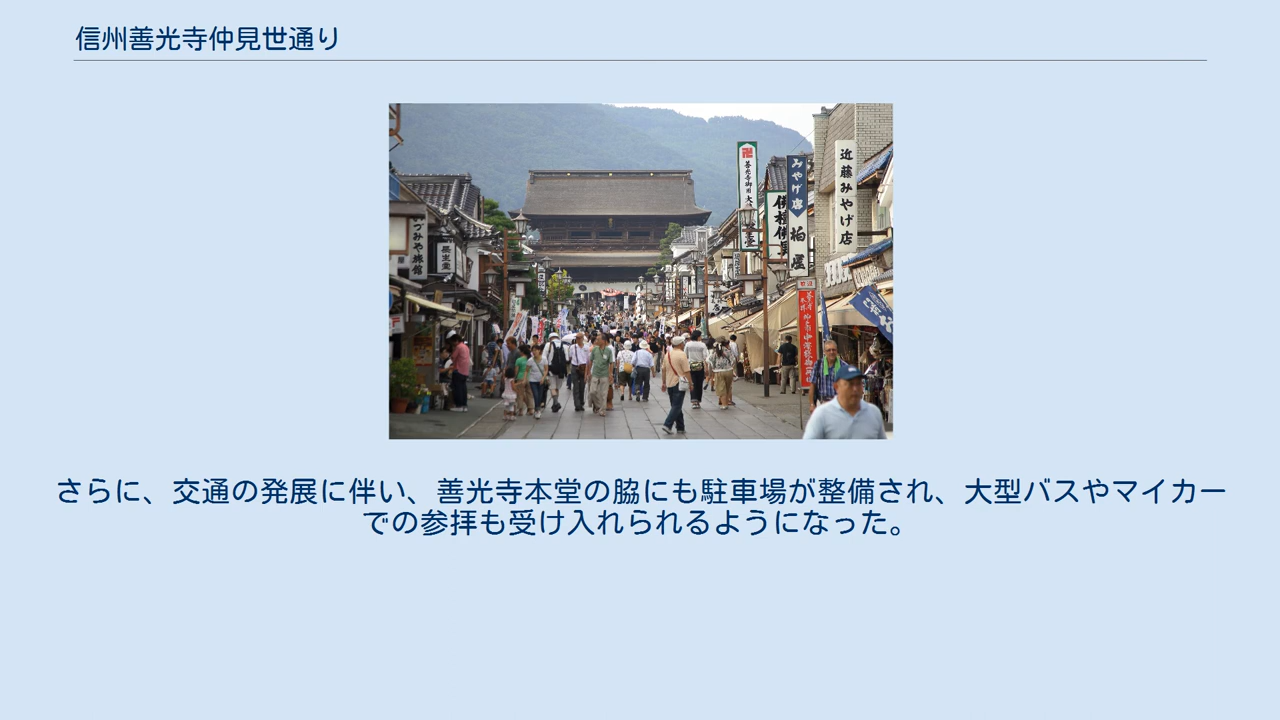 信州善光寺仲見世通り
近藤みやげ店
みやげ店
柏屋
づみや旅館
さらに、交通の発展に伴い、善光寺本堂の脇にも駐車場が整備され、大型バスやマイカー
での参拝も受け入れられるようになった。